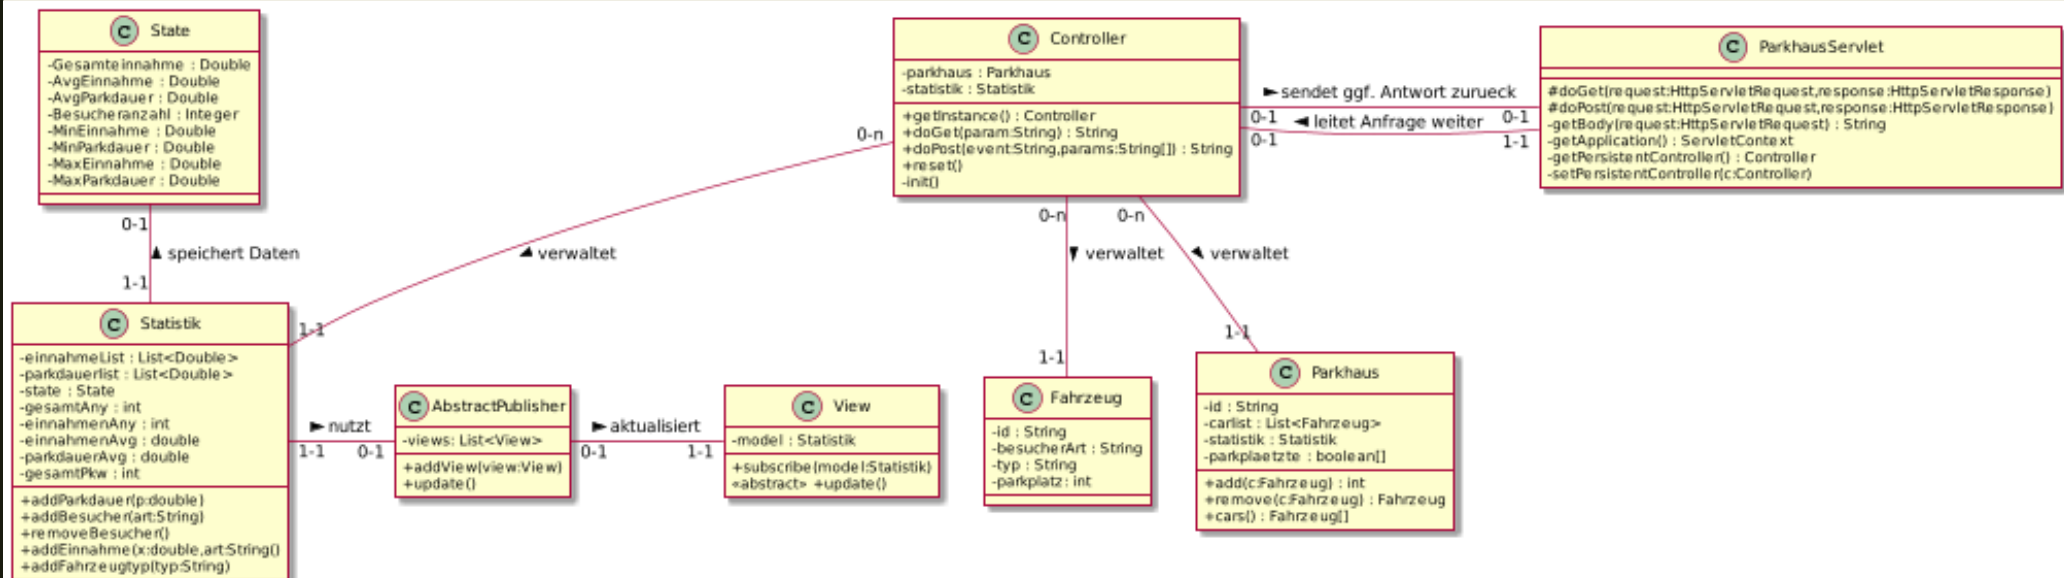 C State
-Gesamteinnahme : Double
-AvgEinnahme : Double
-AvgParkdauer : Double
-Besucheranzahl : Integer
-MinEinnahme : Double
-MinParkdauer : Double
-MaxEinnahme : Double
-MaxParkdauer : Double
C Controller
-parkhaus : Parkhaus
-statistik : Statistik
+getInstance() : Controller
+doGet(param:String) : String
+doPost(event:String,params:String[]) : String
+reset()
-init()
C ParkhausServlet
#doGet(request:HttpServletRequest,response:HttpServletResponse)
#doPost(request:HttpServletRequest,response:HttpServletResponse)
-getBody(request:HttpServletRequest) : String
-getApplication() : ServletContext
-getPersistentController() : Controller
-setPersistentController(c:Controller)
►sendet ggf. Antwort zurueck
0-1
0-1
◄ leitet Anfrage weiter
0-1
1-1
0-1
▲ speichert Daten
1-1
0-n
◄ verwaltet
1-1
0-n
▼ verwaltet
1-1
0-n
◄ verwaltet
1-1
C Statistik
-einnahmeList : List<Double>
-parkdauerlist : List<Double>
-state : State
-gesamtAny : int
-einnahmenAny : int
-einnahmenAvg : double
-parkdauerAvg : double
-gesamtPkw : int
+addParkdauer(p:double)
+addBesucher(art:String)
+removeBesucher()
+addEinnahme(x:double,art:String()
+addFahrzeugtyp(typ:String)
► nutzt
1-1
0-1
C AbstractPublisher
-views: List<View>
+addView(view:View)
+update()
► aktualisiert
0-1
1-1
C View
-model : Statistik
+subscribe(model:Statistik)
«abstract» +update()
C Fahrzeug
-id : String
-besucherArt : String
-typ : String
-parkplatz: int
C Parkhaus
-id : String
-carlist : List<Fahrzeug>
-statistik : Statistik
-parkplaetzte : boolean[]
+add(c:Fahrzeug) : int
+remove(c:Fahrzeug) : Fahrzeug
+cars() : Fahrzeug[]